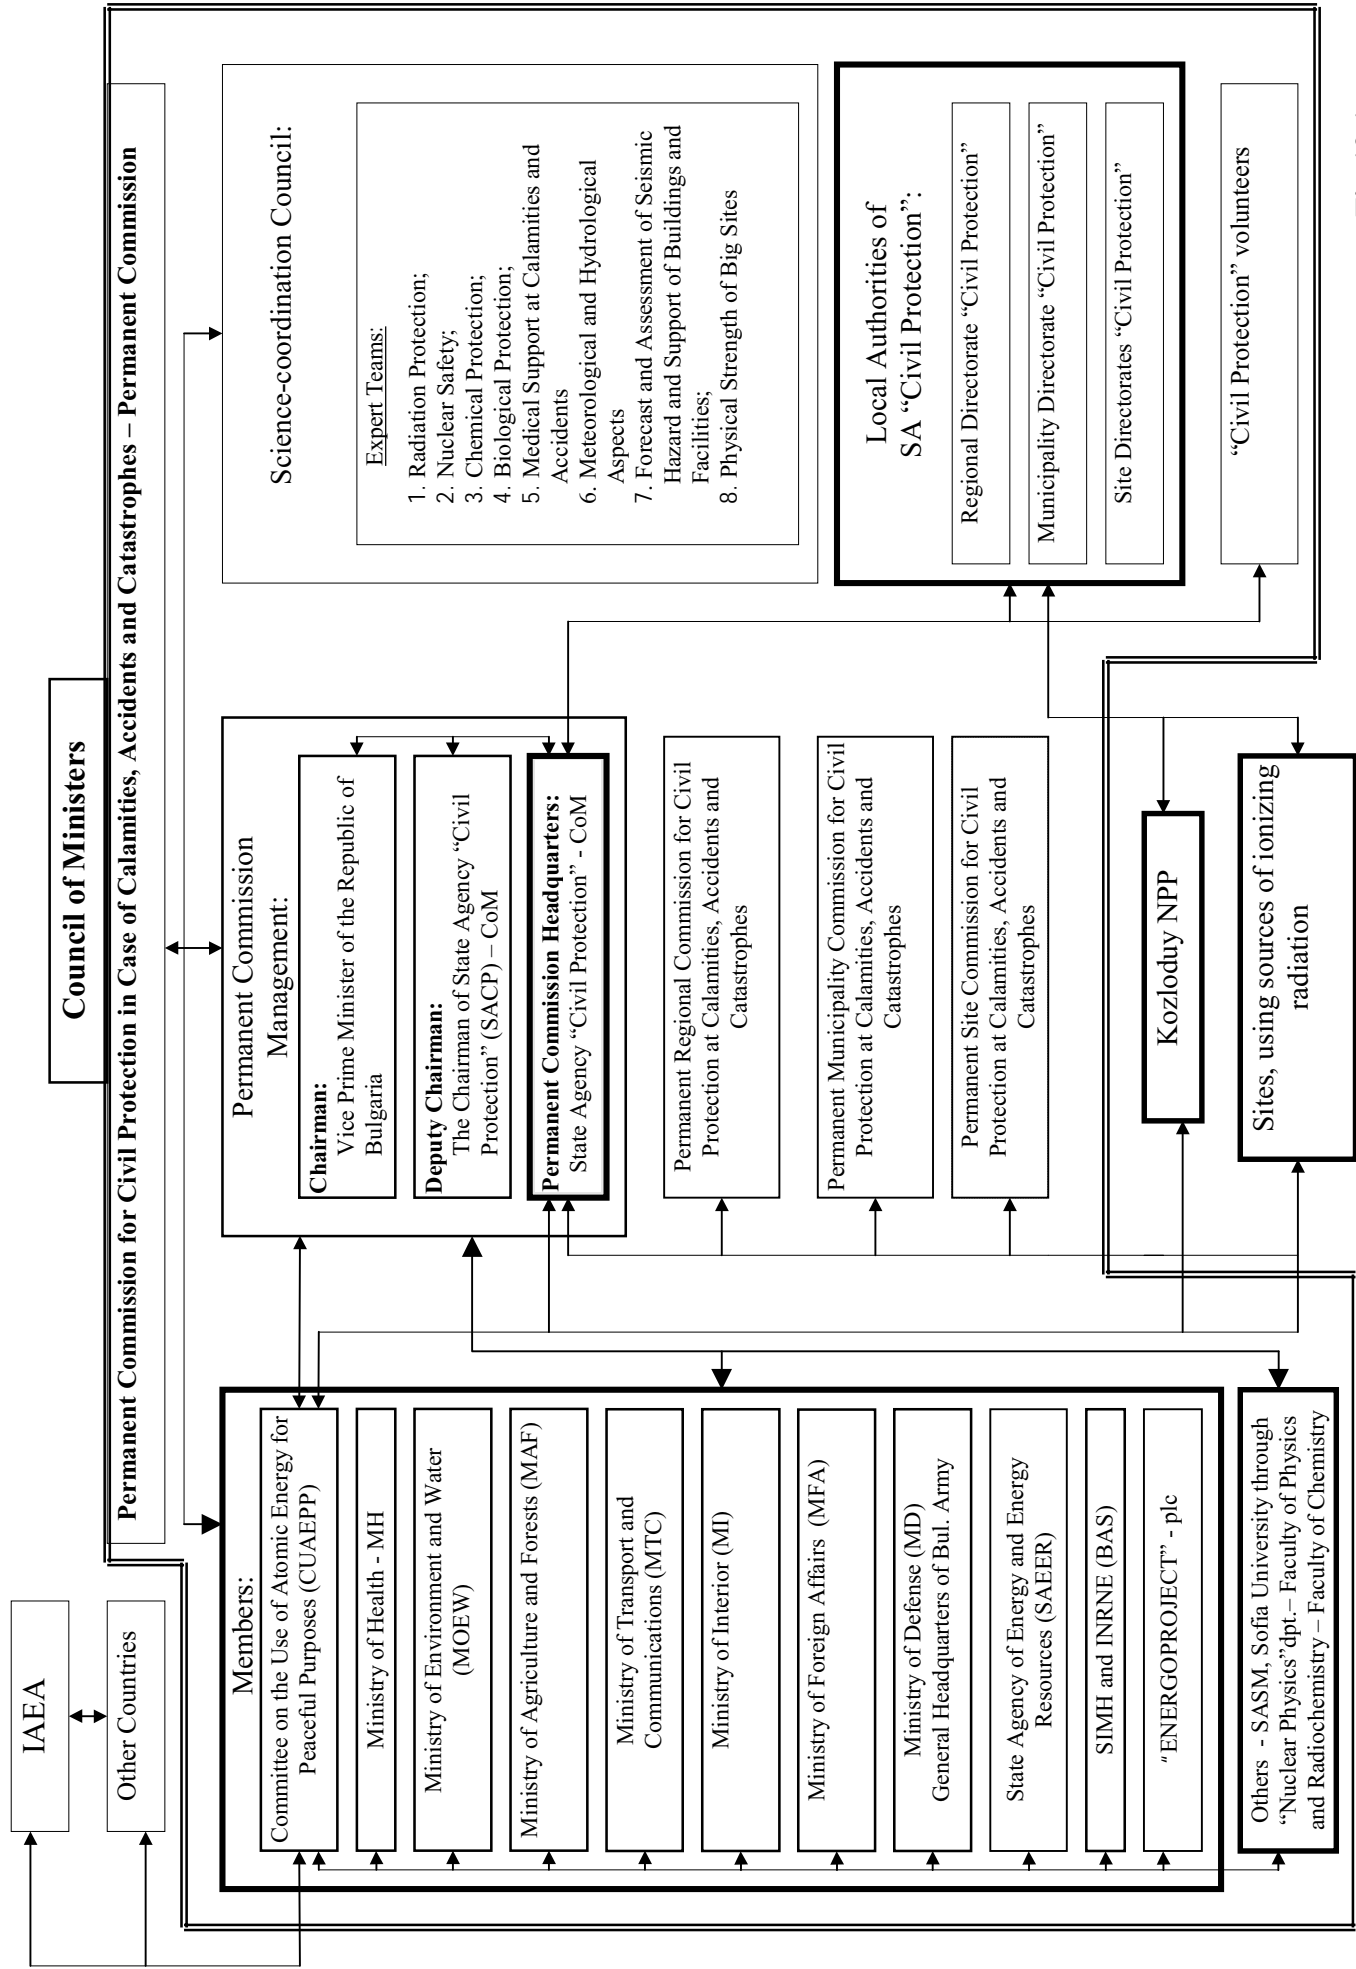 Council of Ministers
Permanent Commission for Civil Protection in Case of Calamities, Accidents and Catastrophes – Permanent Commission
IAEA
Other Countries
Members:
Committee on the Use of Atomic Energy for
Peaceful Purposes (CUAEPP)
Ministry of Health - MH
Ministry of Environment and Water
(MOEW)
Ministry of Agriculture and Forests (MAF)
Ministry of Transport and
Communications (MTC)
Ministry of Interior (MI)
Ministry of Foreign Affairs (MFA)
Ministry of Defense (MD)
General Headquarters of Bul. Army
State Agency of Energy and Energy
Resources (SAEER)
SIMH and INRNE (BAS)
“ENERGOPROJECT” - plc
Others - SASM, Sofia University through
“Nuclear Physics”dpt.– Faculty of Physics
and Radiochemistry – Faculty of Chemistry
Permanent Commission
Management:
Chairman:
Vice Prime Minister of the Republic of
Bulgaria
Deputy Chairman:
The Chairman of State Agency “Civil
Protection” (SACP) – CoM
Permanent Commission Headquarters:
State Agency “Civil Protection” - CoM
Permanent Regional Commission for Civil
Protection at Calamities, Accidents and
Catastrophes
Permanent Municipality Commission for Civil
Protection at Calamities, Accidents and
Catastrophes
Permanent Site Commission for Civil
Protection at Calamities, Accidents and
Catastrophes
Kozloduy NPP
Sites, using sources of ionizing
radiation
Science-coordination Council:
Expert Teams:
1. Radiation Protection;
2. Nuclear Safety;
3. Chemical Protection;
4. Biological Protection;
5. Medical Support at Calamities and
Accidents
6. Meteorological and Hydrological
Aspects
7. Forecast and Assessment of Seismic
Hazard and Support of Buildings and
Facilities;
8. Physical Strength of Big Sites
Local Authorities of
SA “Civil Protection”:
Regional Directorate “Civil Protection”
Municipality Directorate “Civil Protection”
Site Directorates “Civil Protection”
“Civil Protection” volunteers